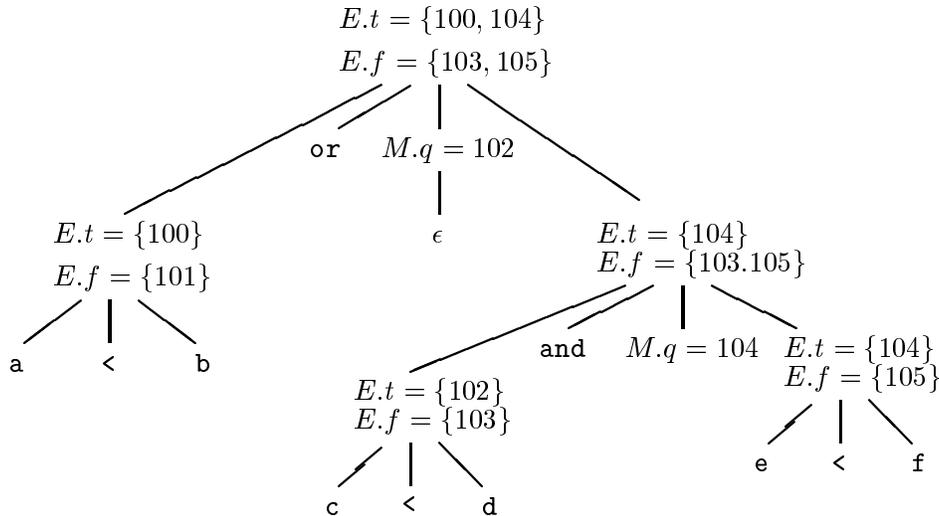 E.t = {100, 104}
E.f = {103, 105}
or M.q = 102
E.t = {100}
E.f = {101}
ϵ
E.t = {104}
E.f = {103.105}
a < b
and M.q = 104
E.t = {104}
E.f = {105}
E.t = {102}
E.f = {103}
e < f
c < d